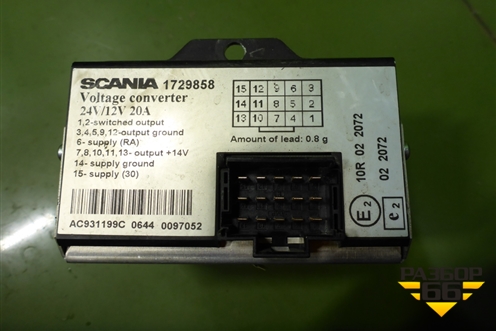 SCANIA 1729858
Voltage converter
24V/12V 20A
1,2-switched output
3,4,5,9,12-output ground
6- supply (RA)
7,8,10,11,13- output +14V
14- supply ground
15- supply (30)
15 12 9 6 3
14 11 8 5 2
13 10 7 4 1
Amount of lead: 0.8 g
AC931199C 0644 0097052
10R 02 2072
02 2072
E2
e2
РАЗБОР
66